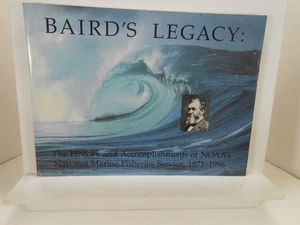 BAIRD'S LEGACY:
The History and Accomplishments of NOAA's
National Marine Fisheries Service, 1871-1996